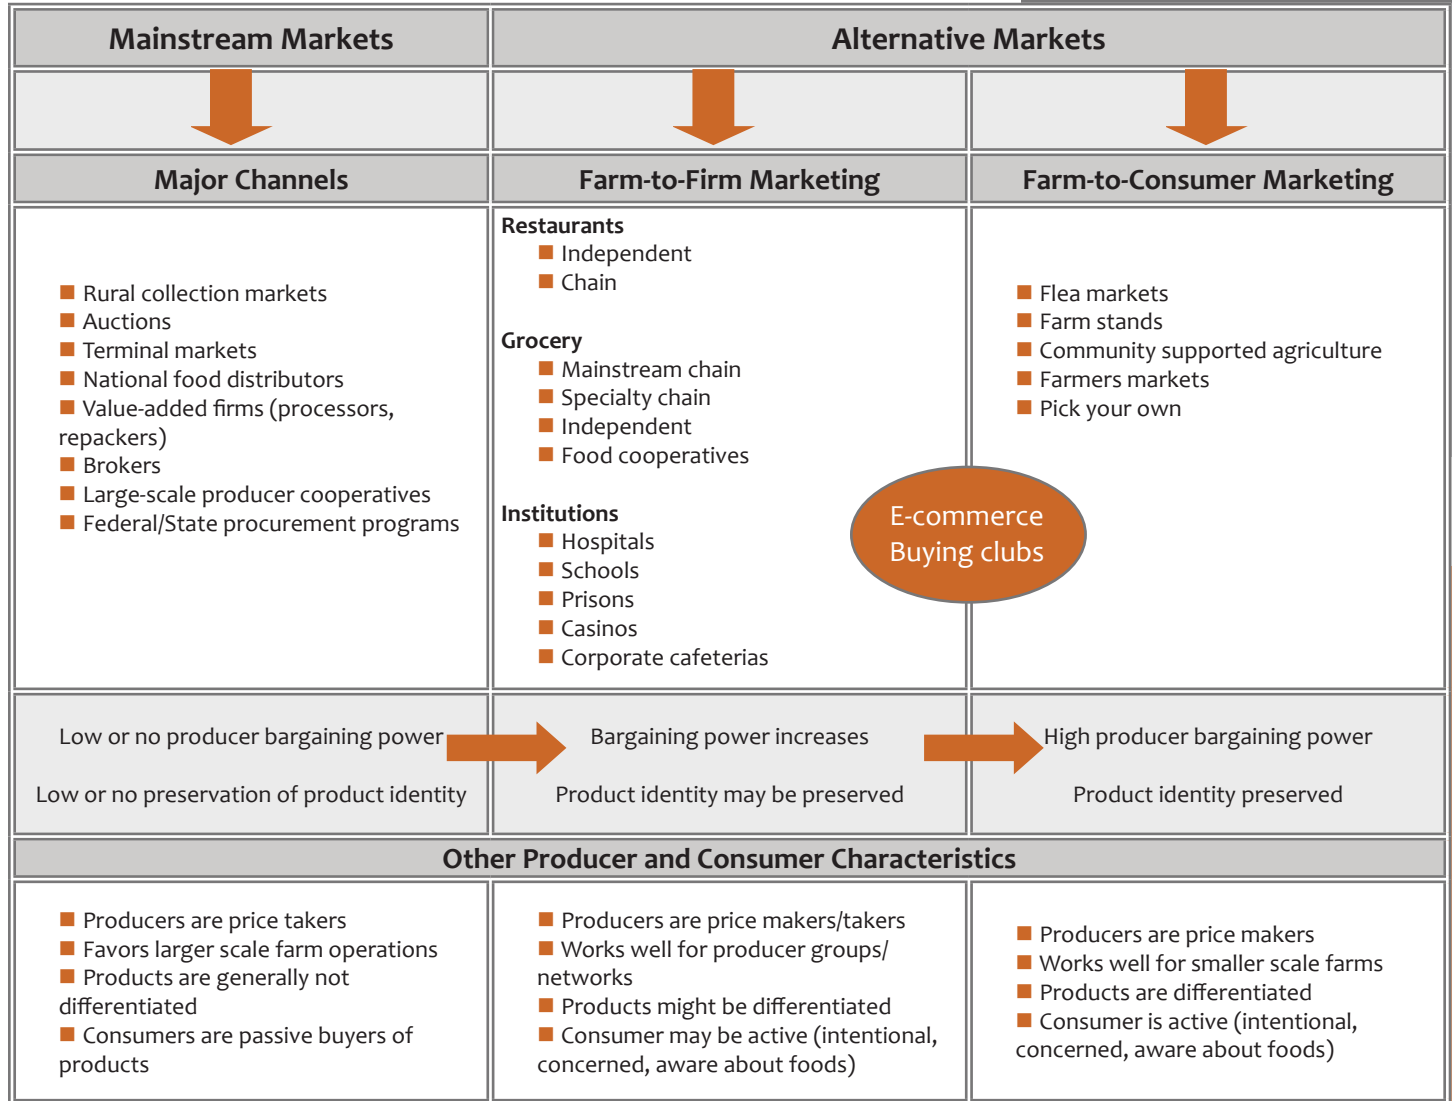 Mainstream Markets
Alternative Markets
Major Channels
Farm-to-Firm Marketing
Farm-to-Consumer Marketing
Rural collection markets
Auctions
Terminal markets
National food distributors
Value-added firms (processors,
repackers)
Brokers
Large-scale producer cooperatives
Federal/State procurement programs
Restaurants
Independent
Chain
Grocery
Mainstream chain
Specialty chain
Independent
Food cooperatives
Institutions
Hospitals
Schools
Prisons
Casinos
Corporate cafeterias
Flea markets
Farm stands
Community supported agriculture
Farmers markets
Pick your own
E-commerce
Buying clubs
Low or no producer bargaining power
Low or no preservation of product identity
Bargaining power increases
Product identity may be preserved
High producer bargaining power
Product identity preserved
Other Producer and Consumer Characteristics
Producers are price takers
Favors larger scale farm operations
Products are generally not
differentiated
Consumers are passive buyers of
products
Producers are price makers/takers
Works well for producer groups/
networks
Products might be differentiated
Consumer may be active (intentional,
concerned, aware about foods)
Producers are price makers
Works well for smaller scale farms
Products are differentiated
Consumer is active (intentional,
concerned, aware about foods)